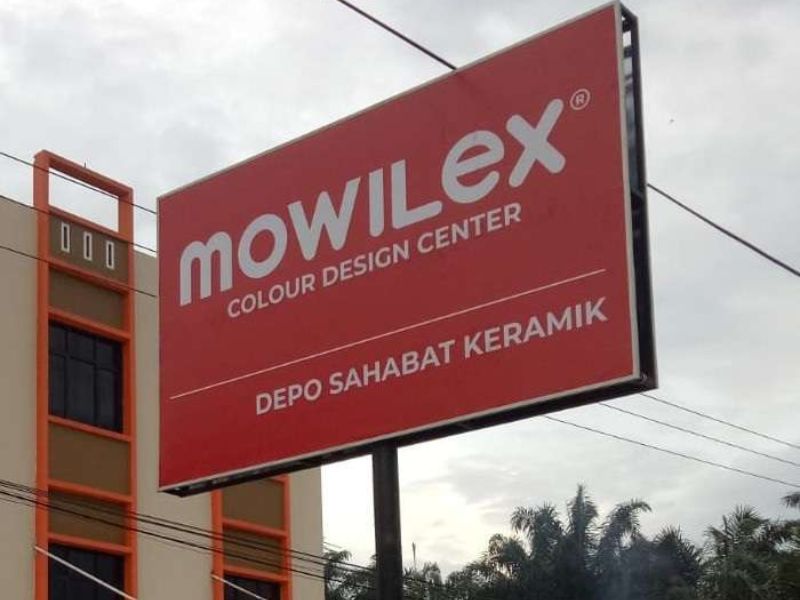 mOWILex®
COLOUR DESIGN CENTER
DEPO SAHABAT KERAMIK